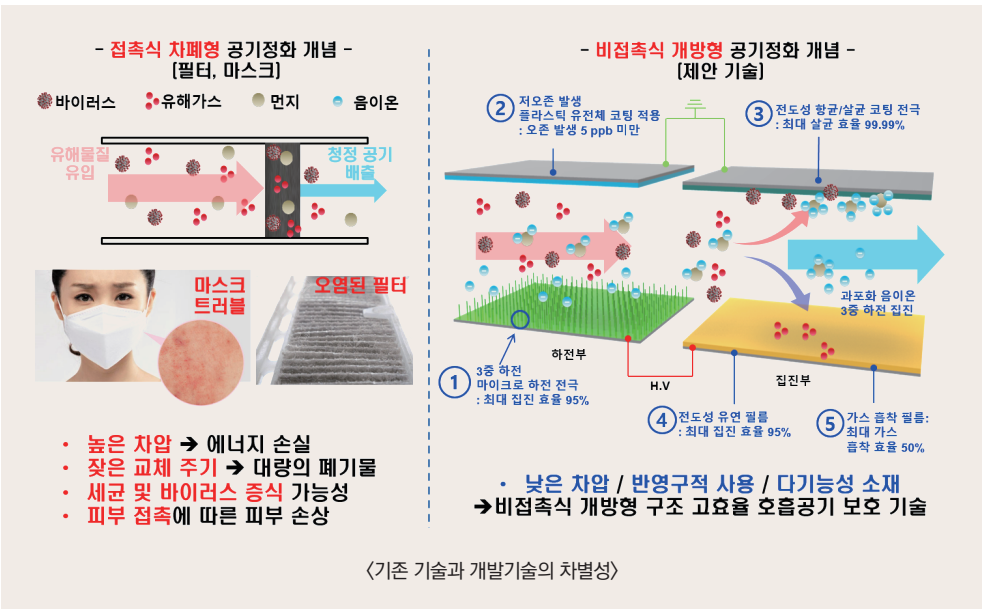 - 접촉식 차폐형 공기정화 개념 -
[필터, 마스크]
바이러스 유해가스 먼지 음이온
유해물질
유입
청정 공기
배출
마스크
트러블
오염된 필터
• 높은 차압 → 에너지 손실
• 잦은 교체 주기 → 대량의 폐기물
• 세균 및 바이러스 증식 가능성
• 피부 접촉에 따른 피부 손상
- 비접촉식 개방형 공기정화 개념 -
[제안 기술]
② 저오존 발생
플라스틱 유전체 코팅 적용
: 오존 발생 5 ppb 미만
③ 전도성 항균/살균 코팅 전극
: 최대 살균 효율 99.99%
과포화 음이온
3중 하전 집진
하전부
H.V
집진부
① 3중 하전
마이크로 하전 전극
: 최대 집진 효율 95%
④ 전도성 유연 필름
: 최대 집진 효율 95%
⑤ 가스 흡착 필름:
최대 가스
흡착 효율 50%
• 낮은 차압 / 반영구적 사용 / 다기능성 소재
→비접촉식 개방형 구조 고효율 호흡공기 보호 기술
〈기존 기술과 개발기술의 차별성〉